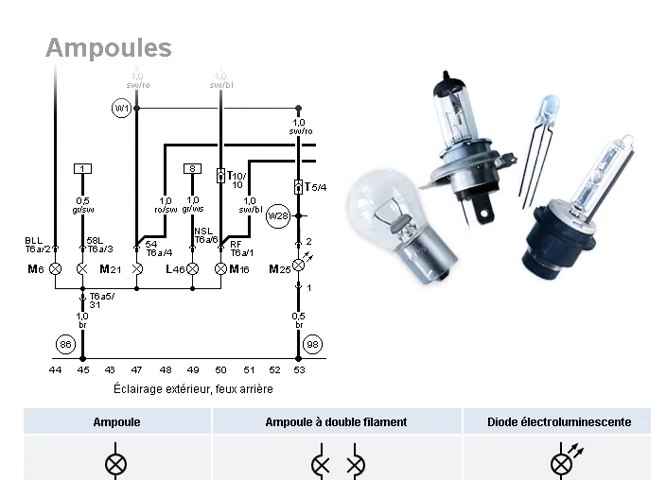 Ampoules
1,0
sw/ro
1,0
sw/bl
W1
1,0
sw/ro
1
8
T10/
10
T5/4
0,5
gr/sw
1,0
ro/sw
1,0
gr/ws
1,0
sw/bl
W28
BLL
T6a/2
58L
T6a/3
54
T6a/4
NSL
T6a/6
RF
T6a/1
2
M6
M21
L46
M16
M25
T6a5/
31
1
1,0
br
0,5
br
86
98
44 45 46 47 48 49 50 51 52 53
Éclairage extérieur, feux arrière
Ampoule
Ampoule à double filament
Diode électroluminescente